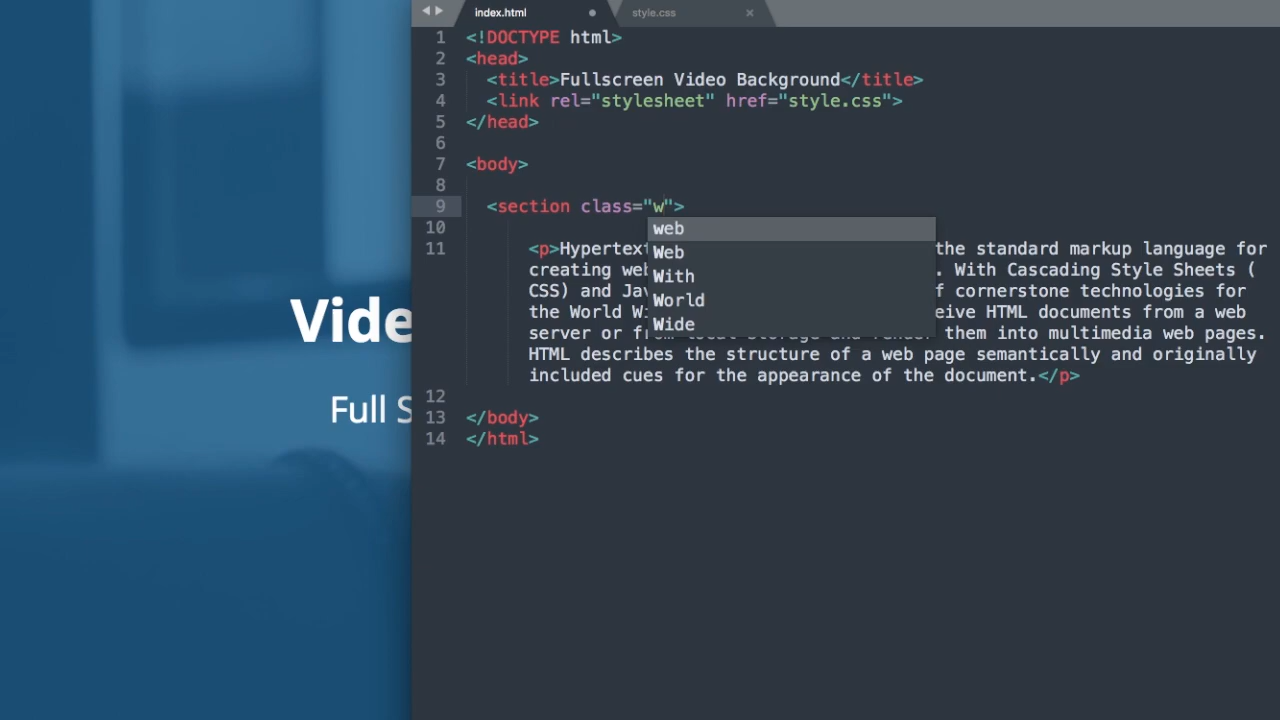 Vide
Full S
index.html
style.css
1 <!DOCTYPE html>
2 <head>
3 <title>Fullscreen Video Background</title>
4 <link rel="stylesheet" href="style.css">
5 </head>
6
7 <body>
8
9 <section class="w">
web
Web
With
World
Wide
10
11 <p>Hypertext the standard markup language for
creating web . With Cascading Style Sheets (
CSS) and Jav f cornerstone technologies for
the World Wi eive HTML documents from a web
server or from local storage and render them into multimedia web pages.
HTML describes the structure of a web page semantically and originally
included cues for the appearance of the document.</p>
12
13 </body>
14 </html>